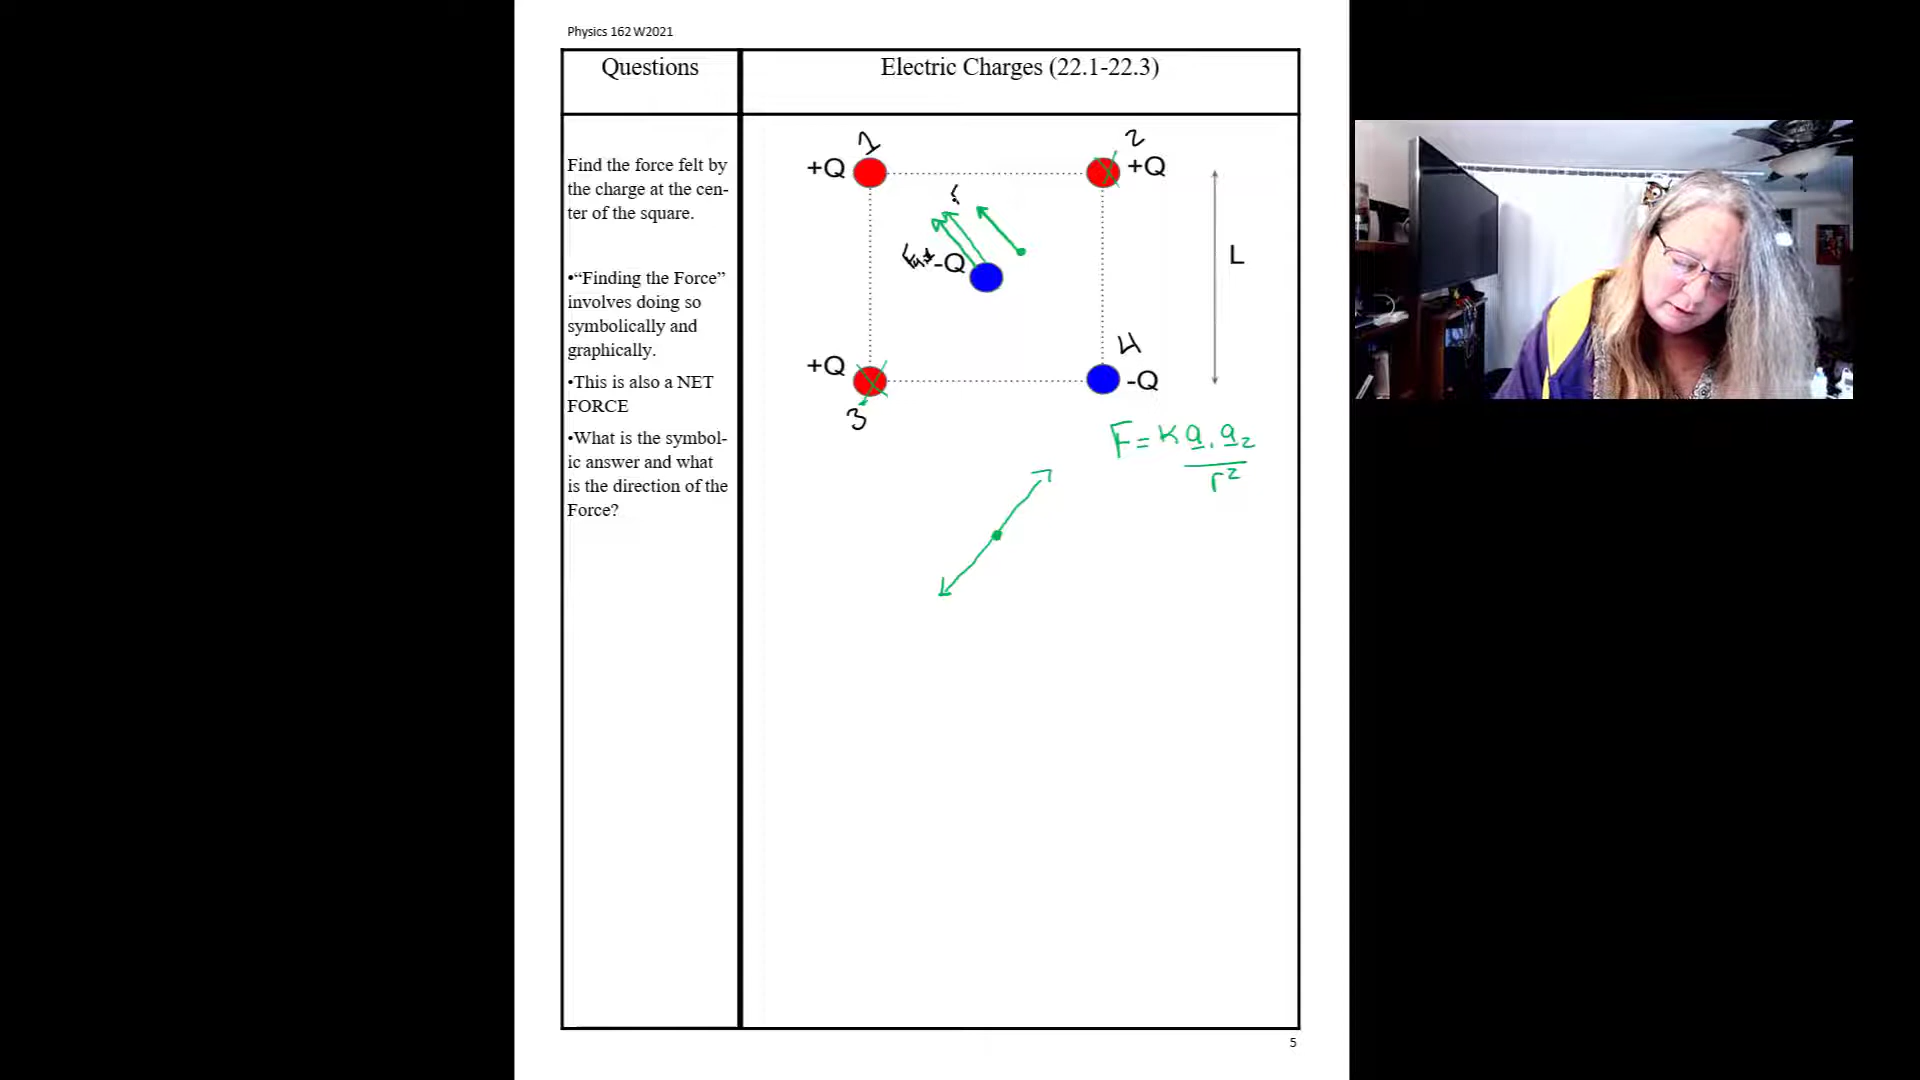 Physics 162 W2021
Questions
Electric Charges (22.1-22.3)
Find the force felt by
the charge at the cen-
ter of the square.
•“Finding the Force”
involves doing so
symbolically and
graphically.
•This is also a NET
FORCE
•What is the symbol-
ic answer and what
is the direction of the
Force?
1
2
+Q
+Q
-Q
L
4
+Q
-Q
3
F = K Q1 Q2
r²
5